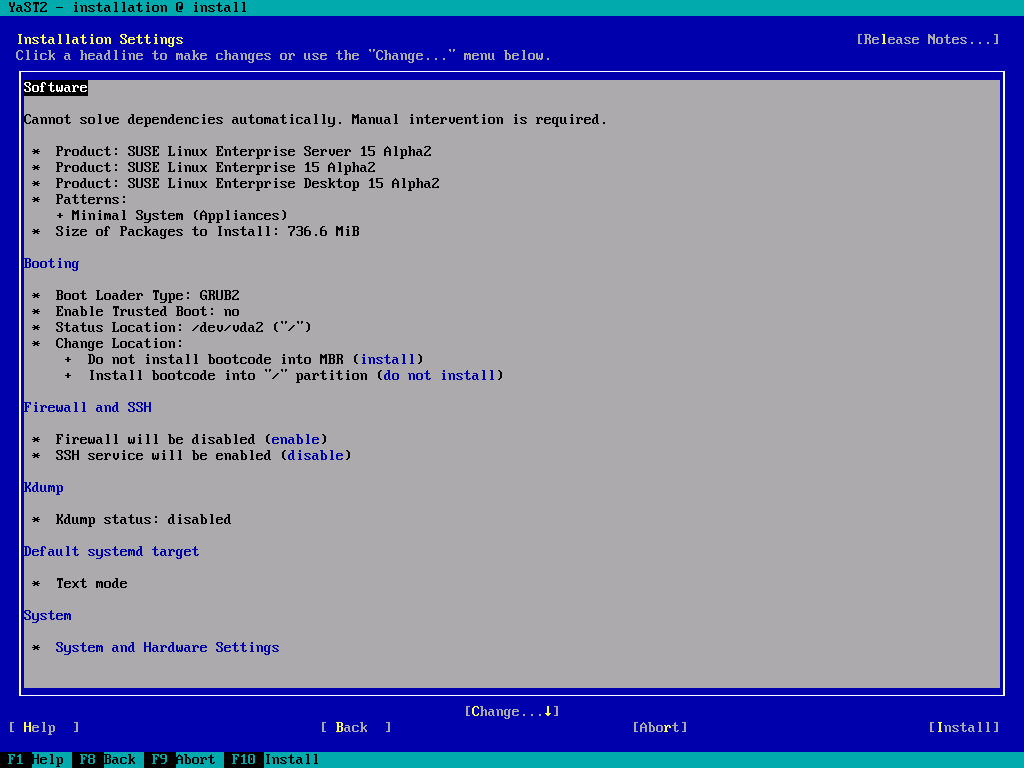 YaST2 - installation @ install
Installation Settings [Release Notes...]
Click a headline to make changes or use the "Change..." menu below.
Software
Cannot solve dependencies automatically. Manual intervention is required.
* Product: SUSE Linux Enterprise Server 15 Alpha2
* Product: SUSE Linux Enterprise 15 Alpha2
* Product: SUSE Linux Enterprise Desktop 15 Alpha2
* Patterns:
+ Minimal System (Appliances)
* Size of Packages to Install: 736.6 MiB
Booting
* Boot Loader Type: GRUB2
* Enable Trusted Boot: no
* Status Location: /dev/vda2 ("/")
* Change Location:
+ Do not install bootcode into MBR (install)
+ Install bootcode into "/" partition (do not install)
Firewall and SSH
* Firewall will be disabled (enable)
* SSH service will be enabled (disable)
Kdump
* Kdump status: disabled
Default systemd target
* Text mode
System
* System and Hardware Settings
[Change...↓]
[ Help ] [ Back ] [Abort] [Install]
F1 Help F8 Back F9 Abort F10 Install